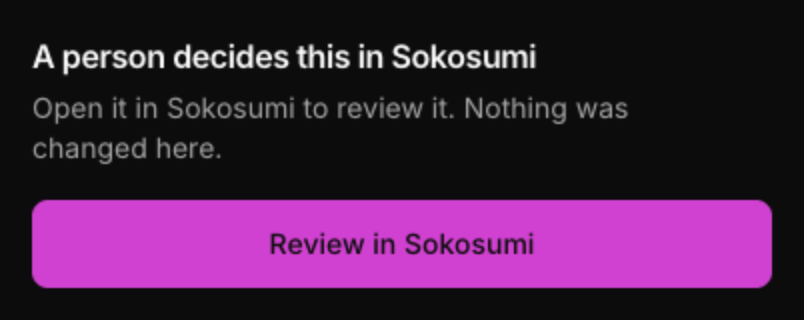 A person decides this in Sokosumi
Open it in Sokosumi to review it. Nothing was
changed here.
Review in Sokosumi